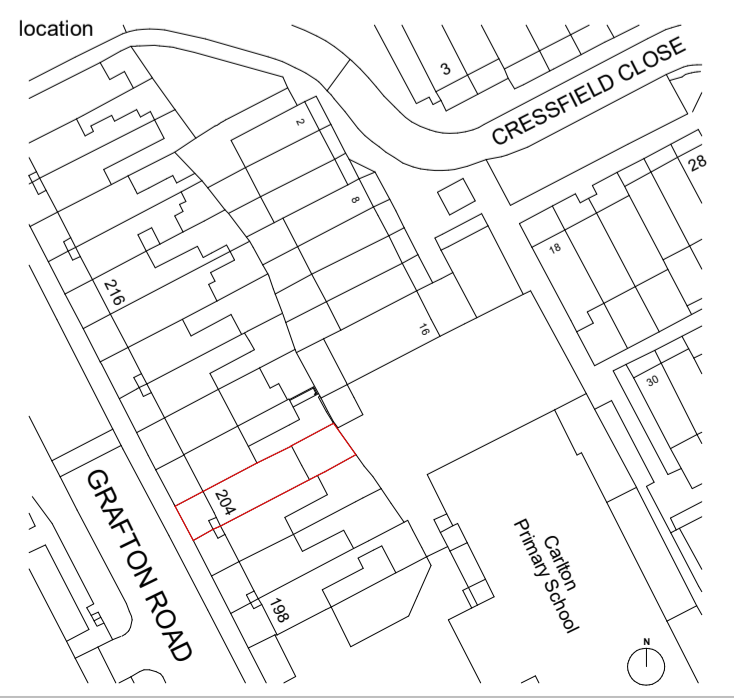 location
3
CRESSFIELD CLOSE
2
28
8
18
216
16
30
204
GRAFTON ROAD
Carlton
Primary School
198
N